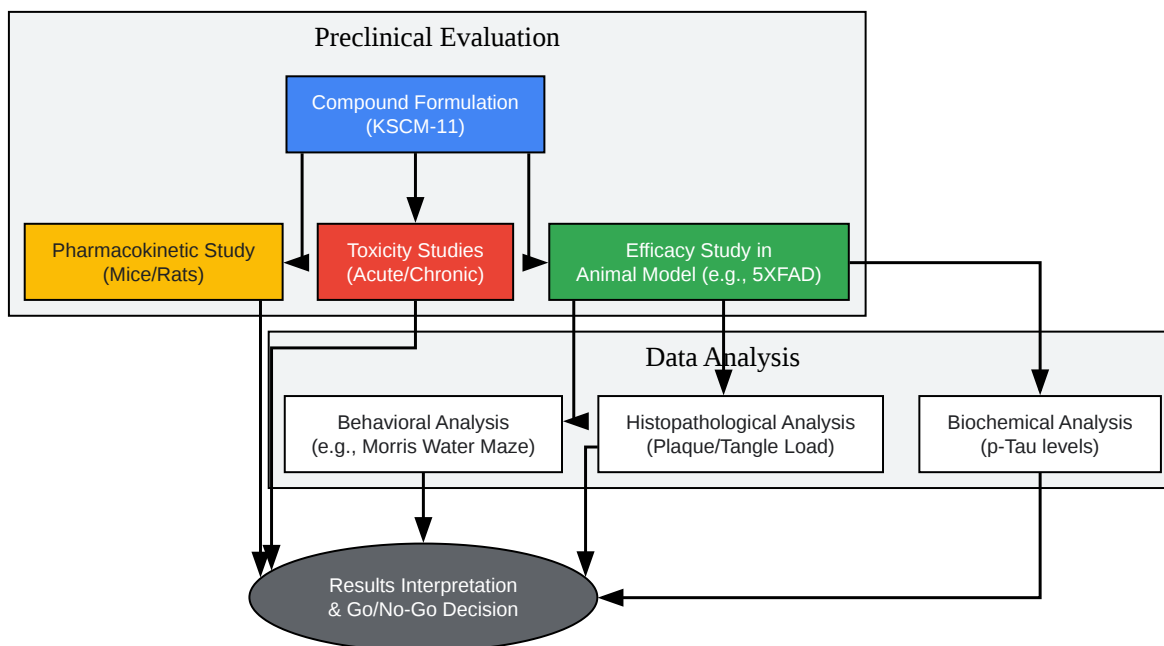 Preclinical Evaluation
Compound Formulation
(KSCM-11)
Pharmacokinetic Study
(Mice/Rats)
Toxicity Studies
(Acute/Chronic)
Efficacy Study in
Animal Model (e.g., 5XFAD)
Data Analysis
Behavioral Analysis
(e.g., Morris Water Maze)
Histopathological Analysis
(Plaque/Tangle Load)
Biochemical Analysis
(p-Tau levels)
Results Interpretation
& Go/No-Go Decision